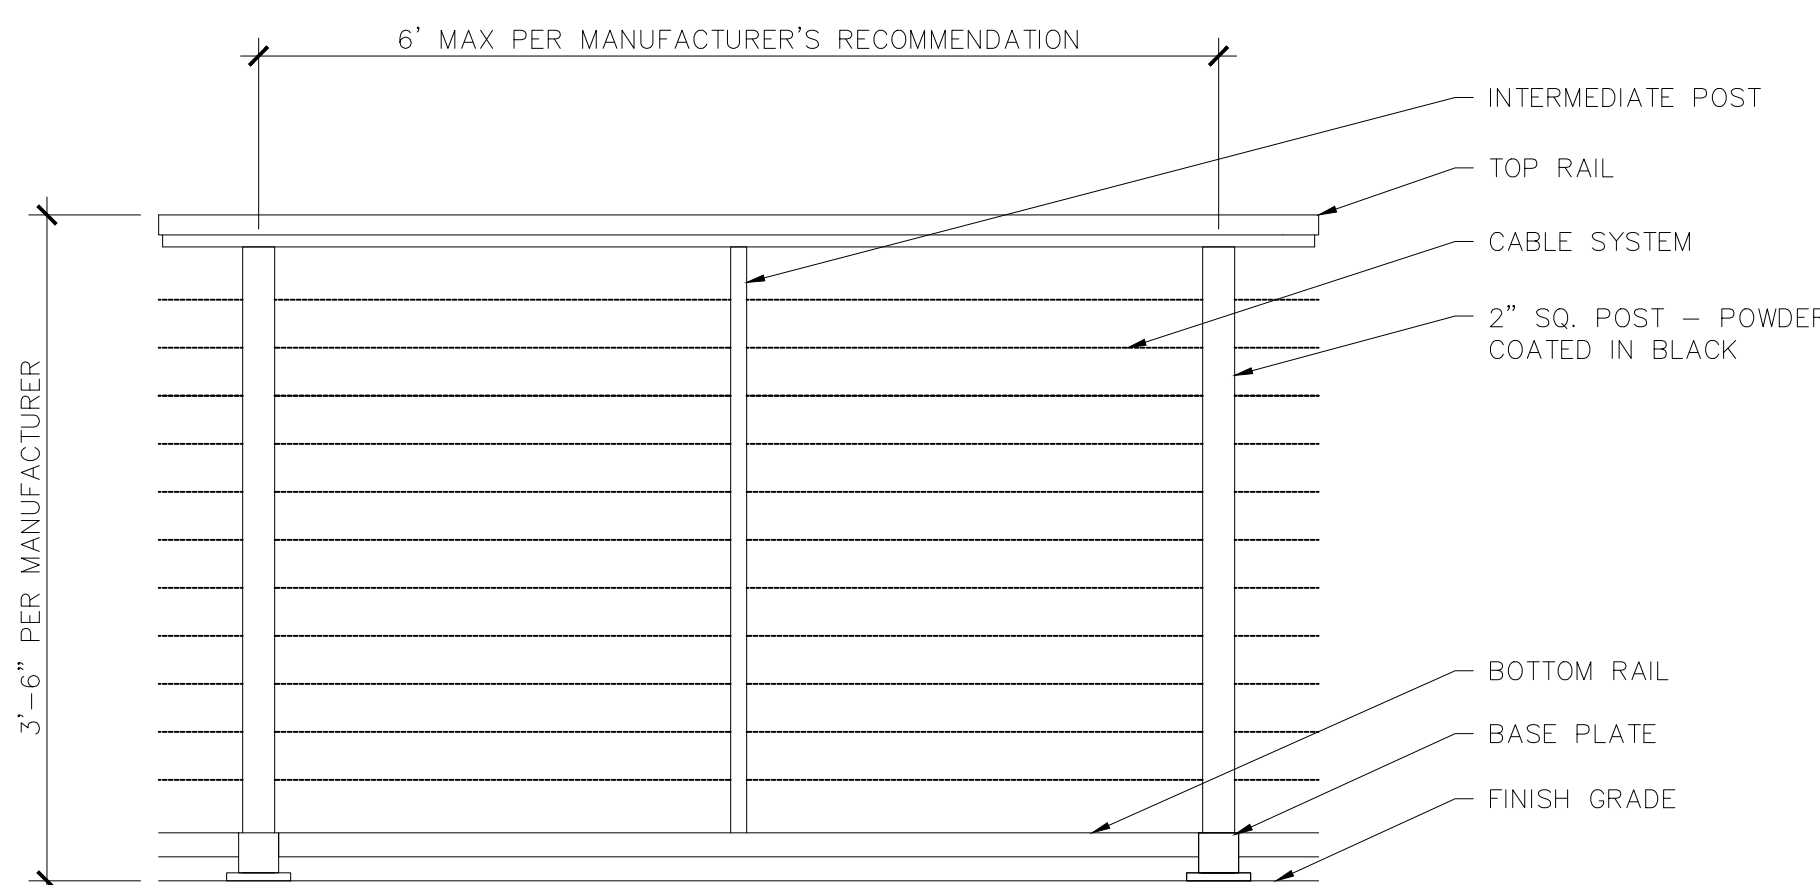 6' MAX PER MANUFACTURER'S RECOMMENDATION
INTERMEDIATE POST
TOP RAIL
CABLE SYSTEM
2" SQ. POST – POWDER
COATED IN BLACK
3'-6" PER MANUFACTURER
BOTTOM RAIL
BASE PLATE
FINISH GRADE